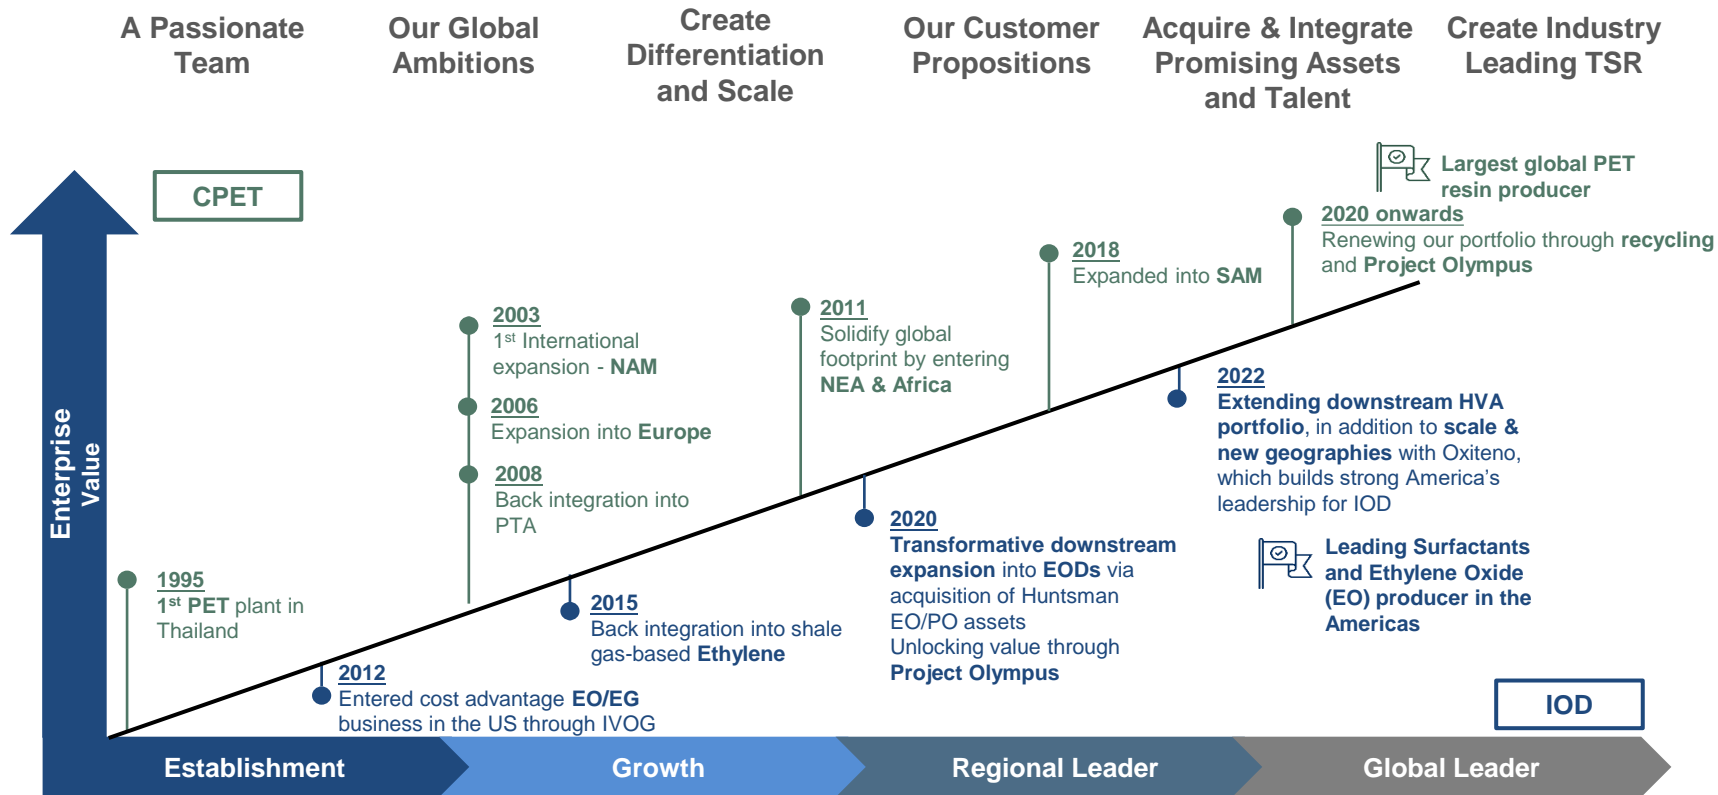 A Passionate
Team
Our Global
Ambitions
Create
Differentiation
and Scale
Our Customer
Propositions
Acquire & Integrate
Promising Assets
and Talent
Create Industry
Leading TSR
CPET
Enterprise
Value
1995
1st PET plant in
Thailand
2003
1st International
expansion - NAM
2006
Expansion into Europe
2008
Back integration into
PTA
2011
Solidify global
footprint by entering
NEA & Africa
2018
Expanded into SAM
Largest global PET
resin producer
2020 onwards
Renewing our portfolio through recycling
and Project Olympus
2012
Entered cost advantage EO/EG
business in the US through IVOG
2015
Back integration into shale
gas-based Ethylene
2020
Transformative downstream
expansion into EODs via
acquisition of Huntsman
EO/PO assets
Unlocking value through
Project Olympus
2022
Extending downstream HVA
portfolio, in addition to scale &
new geographies with Oxiteno,
which builds strong America's
leadership for IOD
Leading Surfactants
and Ethylene Oxide
(EO) producer in the
Americas
IOD
Establishment
Growth
Regional Leader
Global Leader